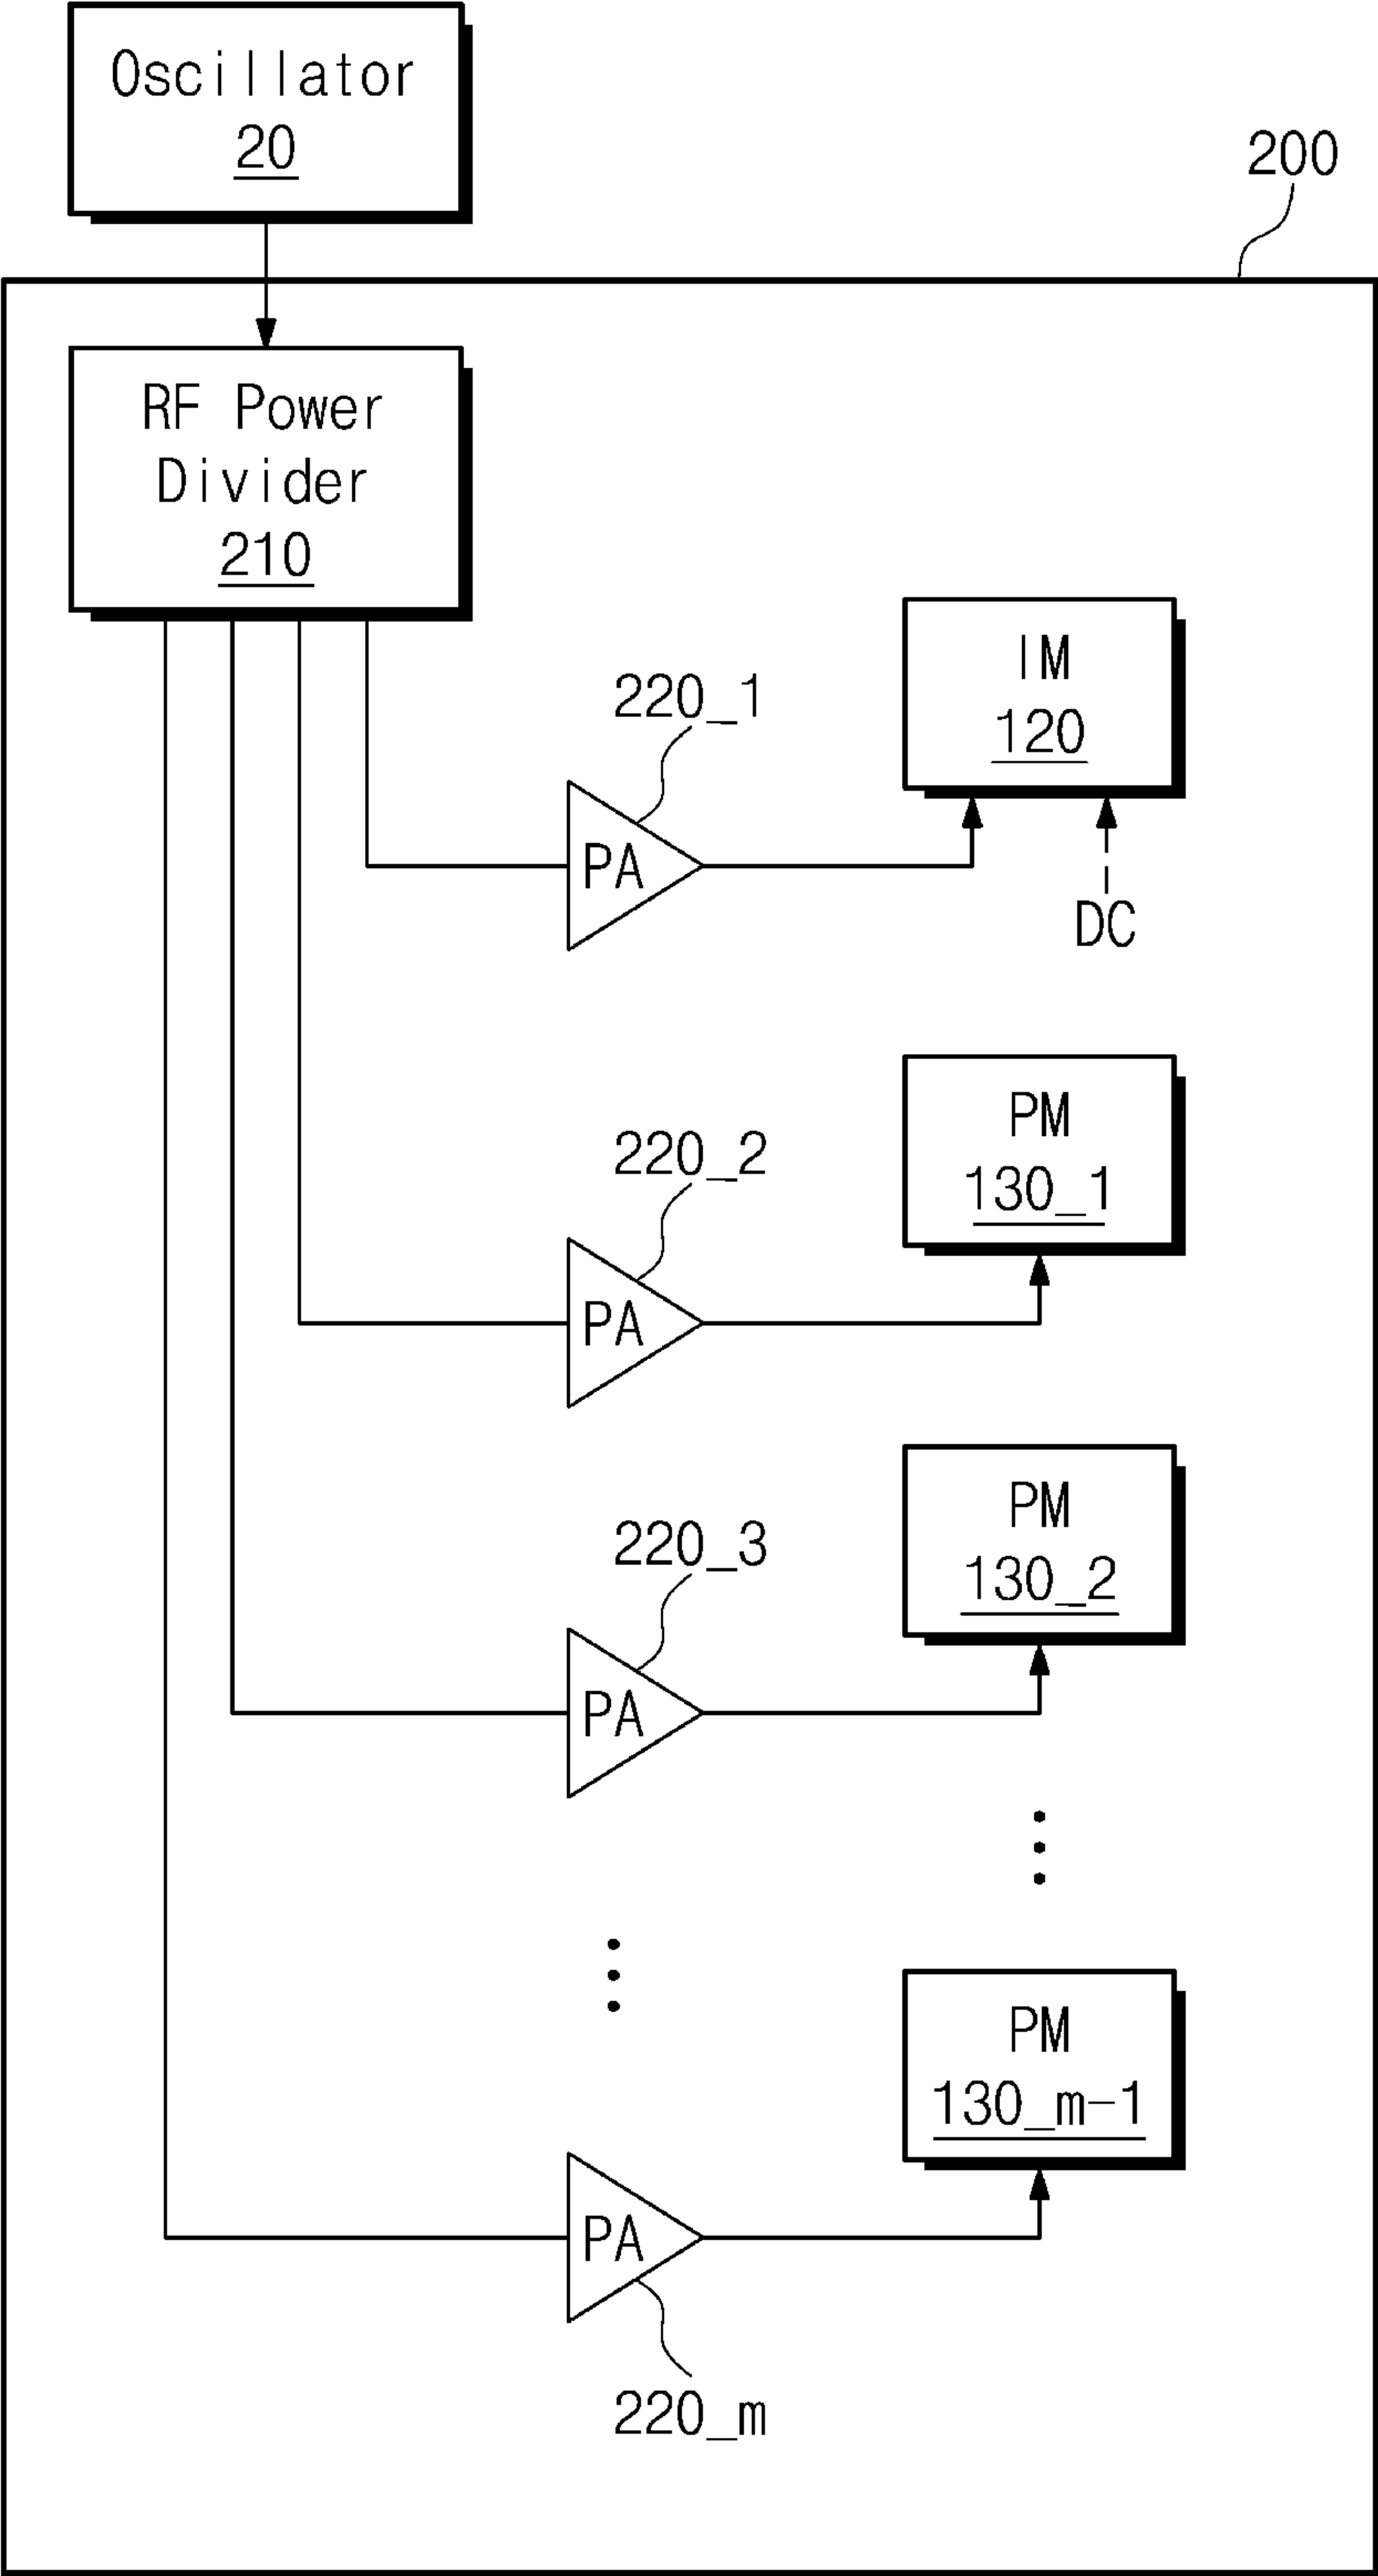 Oscillator
20
200
RF Power
Divider
210
IM
120
220_1
PA
DC
PM
130_1
220_2
PA
PM
130_2
220_3
PA
PM
130_m-1
PA
220_m